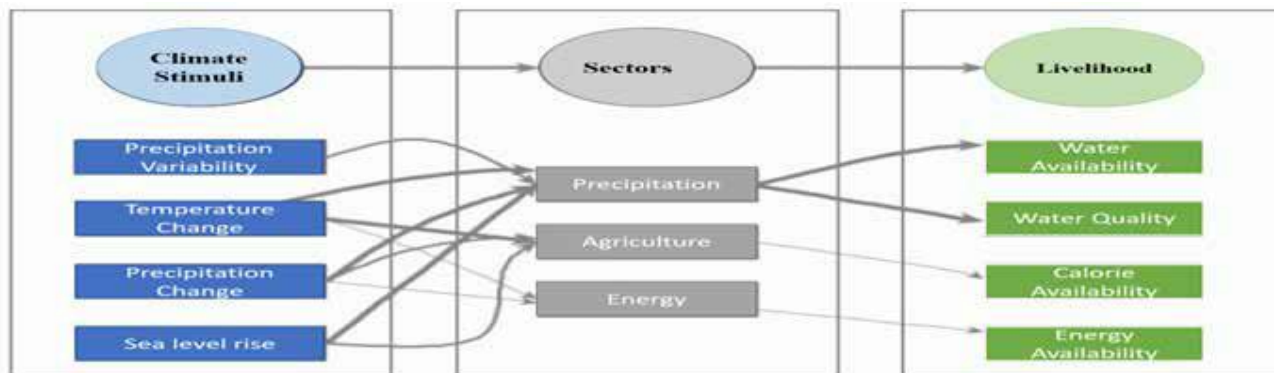 Climate
Stimuli
Sectors
Livelihood
Precipitation
Variability
Temperature
Change
Precipitation
Change
Sea level rise
Precipitation
Agriculture
Energy
Water
Availability
Water Quality
Calorie
Availability
Energy
Availability